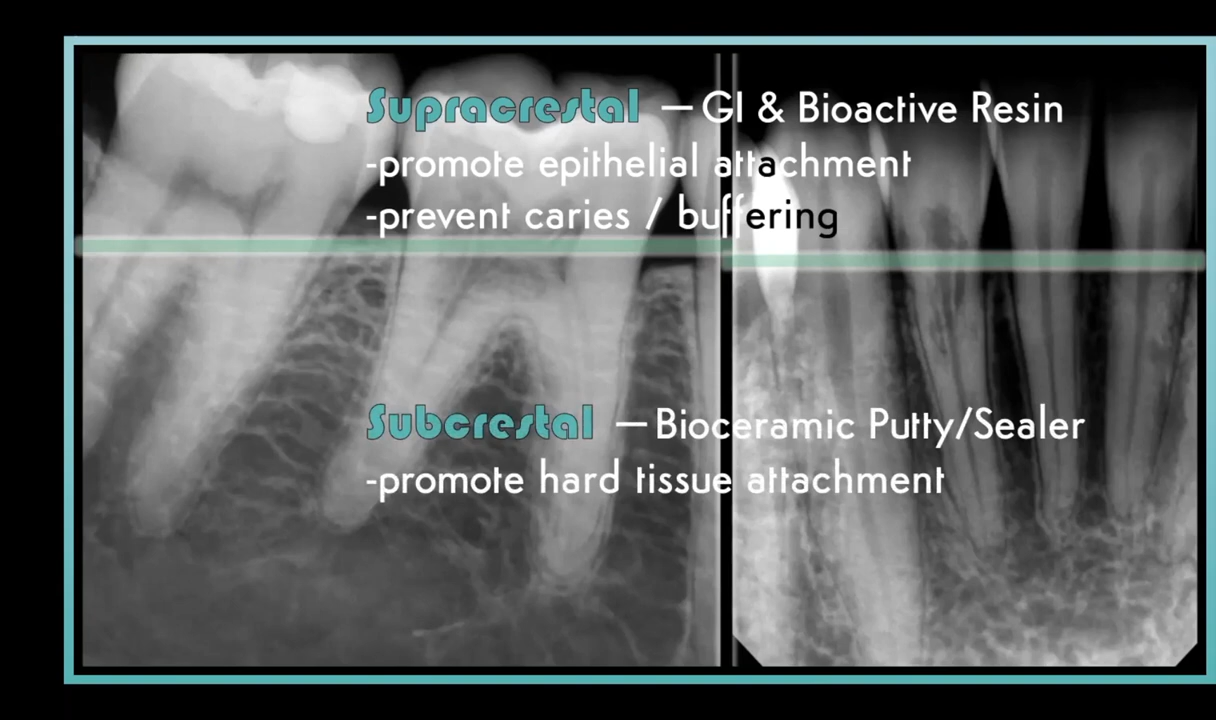 Supracrestal — GI & Bioactive Resin
-promote epithelial attachment
-prevent caries / buffering
Subcrestal — Bioceramic Putty/Sealer
-promote hard tissue attachment